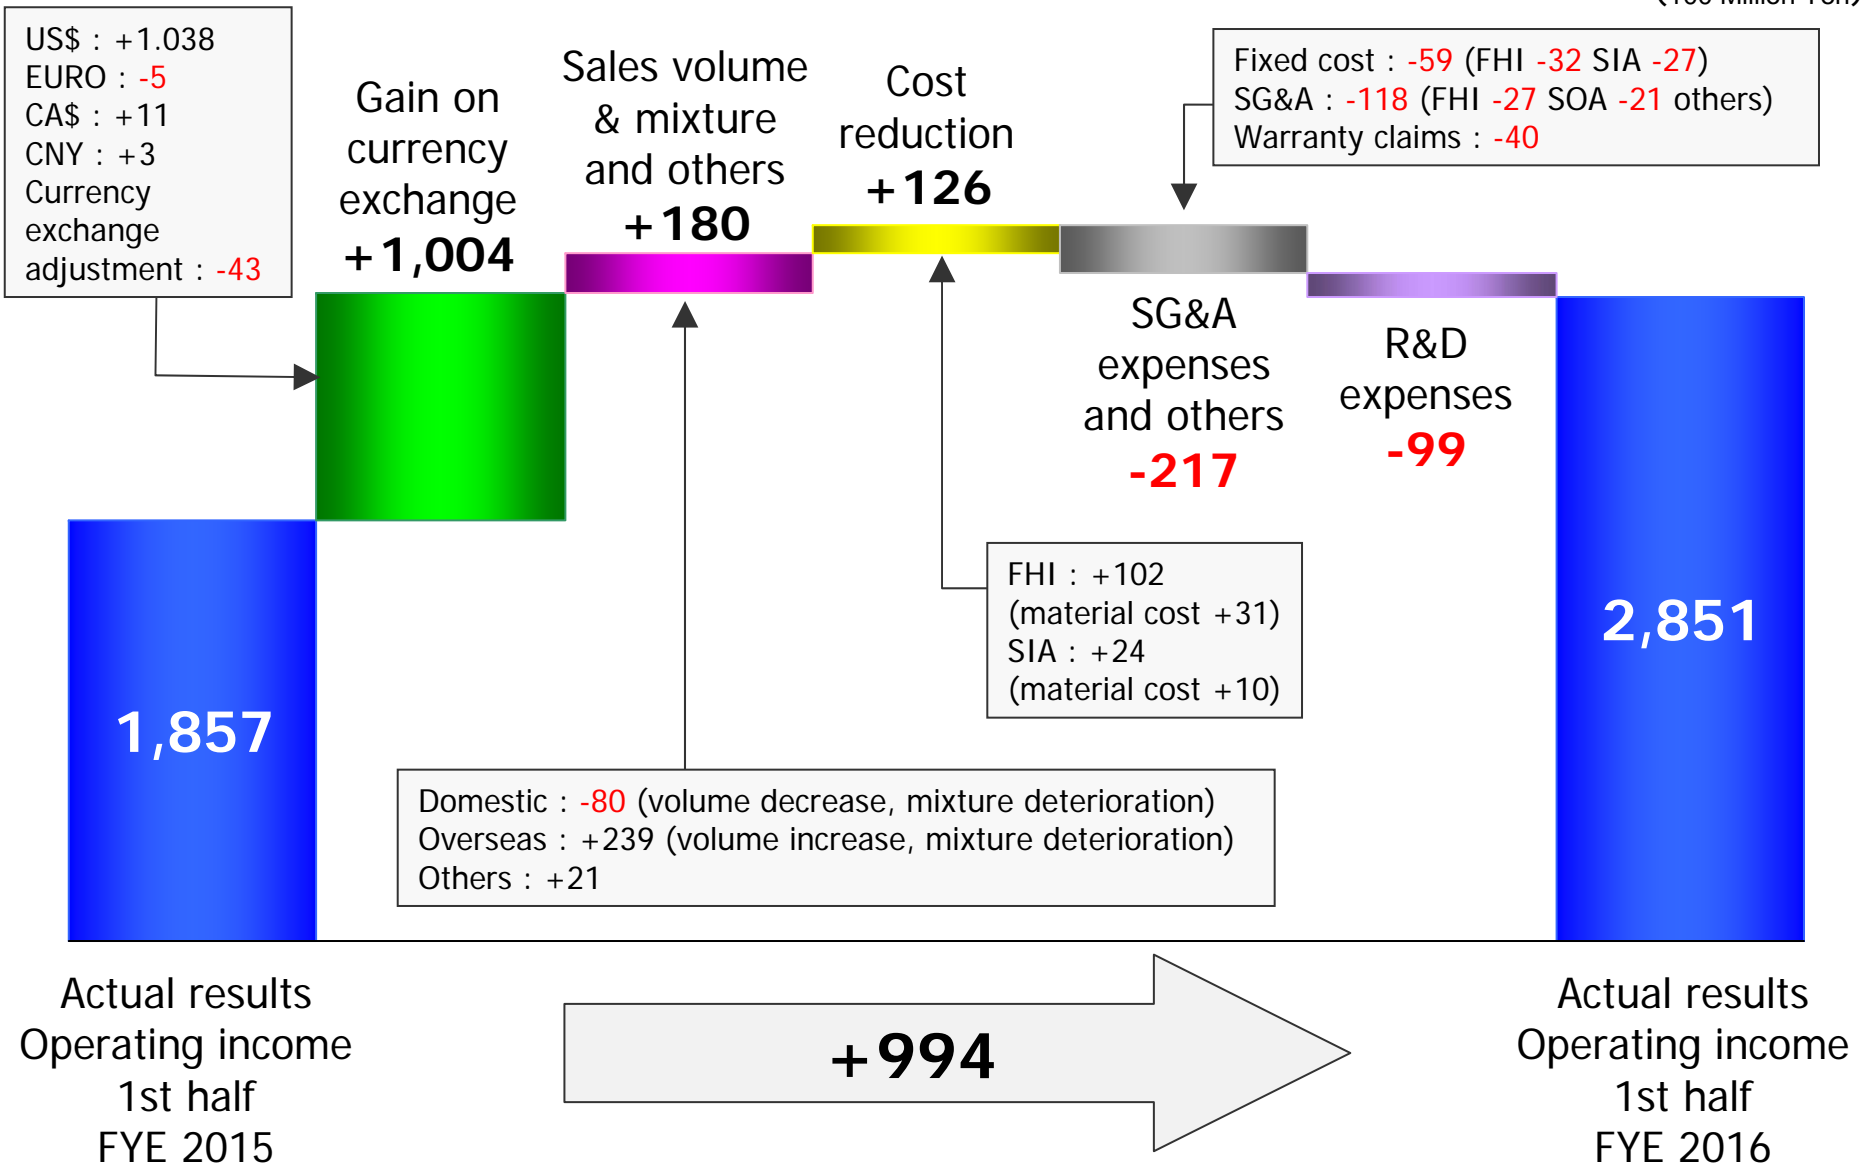 (100 Million Yen)
US$ : +1.038
EURO : -5
CA$ : +11
CNY : +3
Currency
exchange
adjustment : -43
Gain on
currency
exchange
+1,004
Sales volume
& mixture
and others
+180
Cost
reduction
+126
Fixed cost : -59 (FHI -32 SIA -27)
SG&A : -118 (FHI -27 SOA -21 others)
Warranty claims : -40
SG&A
expenses
and others
-217
R&D
expenses
-99
FHI : +102
(material cost +31)
SIA : +24
(material cost +10)
1,857
2,851
Domestic : -80 (volume decrease, mixture deterioration)
Overseas : +239 (volume increase, mixture deterioration)
Others : +21
Actual results
Operating income
1st half
FYE 2015
+994
Actual results
Operating income
1st half
FYE 2016